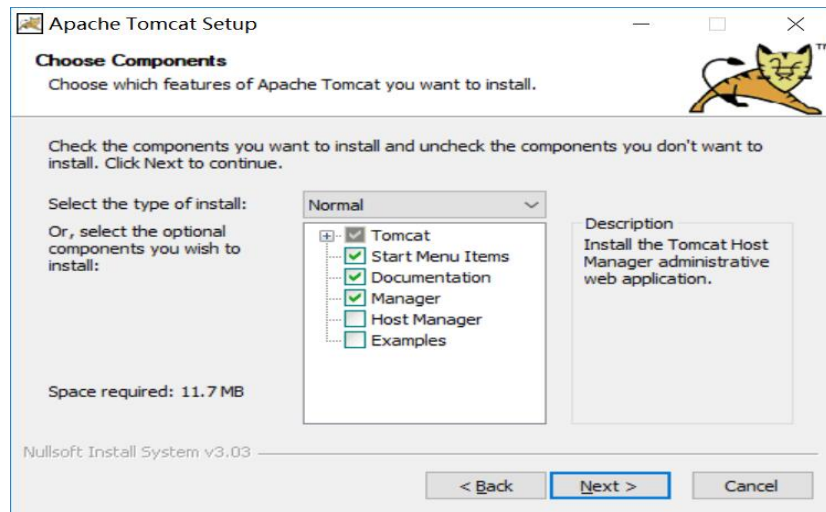 Apache Tomcat Setup
Choose Components
Choose which features of Apache Tomcat you want to install.
TM
Check the components you want to install and uncheck the components you don't want to
install. Click Next to continue.
Select the type of install:
Normal
Or, select the optional
components you wish to
install:
Tomcat
Start Menu Items
Documentation
Manager
Host Manager
Examples
Description
Install the Tomcat Host
Manager administrative
web application.
Space required: 11.7 MB
Nullsoft Install System v3.03
< Back
Next >
Cancel